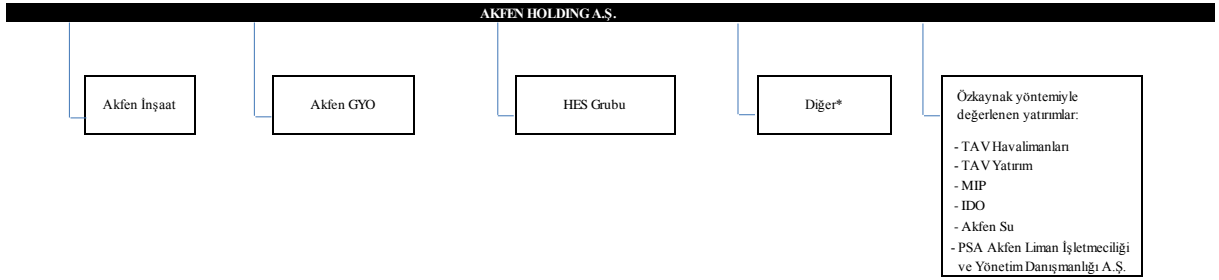 AKFEN HOLDING A.Ş.
Akfen İnşaat
Akfen GYO
HES Grubu
Diğer*
Özkaynak yöntemiyle
değerlenen yatırımlar:
- TAV Havalimanları
- TAV Yatırım
- MIP
- IDO
- Akfen Su
- PSA Akfen Liman İşletmeciliği
ve Yönetim Danışmanlığı A.Ş.